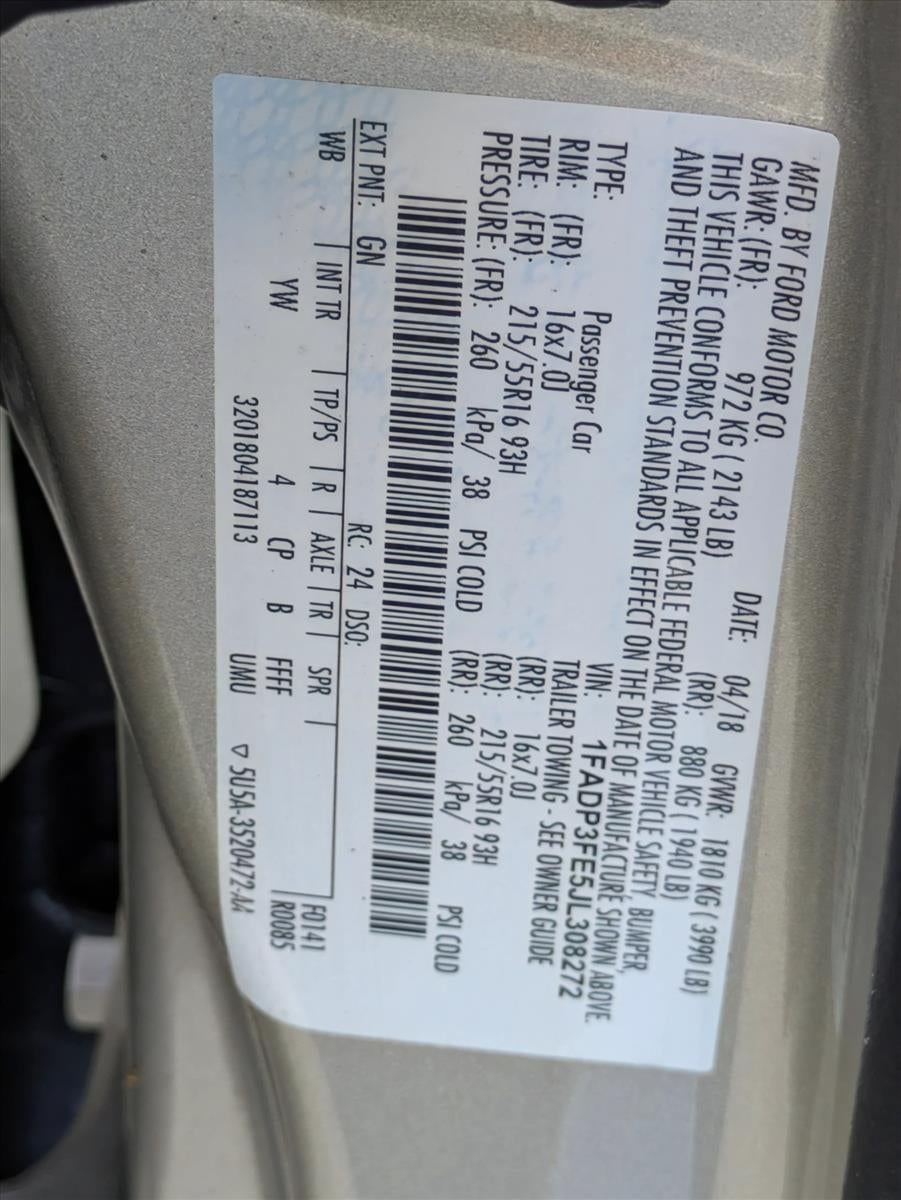 MFD. BY FORD MOTOR CO.
DATE: 04/18 GVWR: 1810 KG ( 3990 LB)
GAWR: (FR): 972 KG ( 2143 LB) (RR): 880 KG ( 1940 LB)
THIS VEHICLE CONFORMS TO ALL APPLICABLE FEDERAL MOTOR VEHICLE SAFETY, BUMPER,
AND THEFT PREVENTION STANDARDS IN EFFECT ON THE DATE OF MANUFACTURE SHOWN ABOVE.
VIN: 1FADP3FE5JL308272
TYPE: Passenger Car TRAILER TOWING - SEE OWNER GUIDE
RIM: (FR): 16x7.0J (RR): 16x7.0J
TIRE: (FR): 215/55R16 93H (RR): 215/55R16 93H
PRESSURE: (FR): 260 kPa/ 38 PSI COLD (RR): 260 kPa/ 38 PSI COLD
EXT PNT: GN RC: 24 DSO: F0141
WB | INT TR | TP/PS | R | AXLE | TR | SPR | R0085
YW 4 CP B FFF
UMU
3201804187113 ▽ 5U5A-3520472-AA